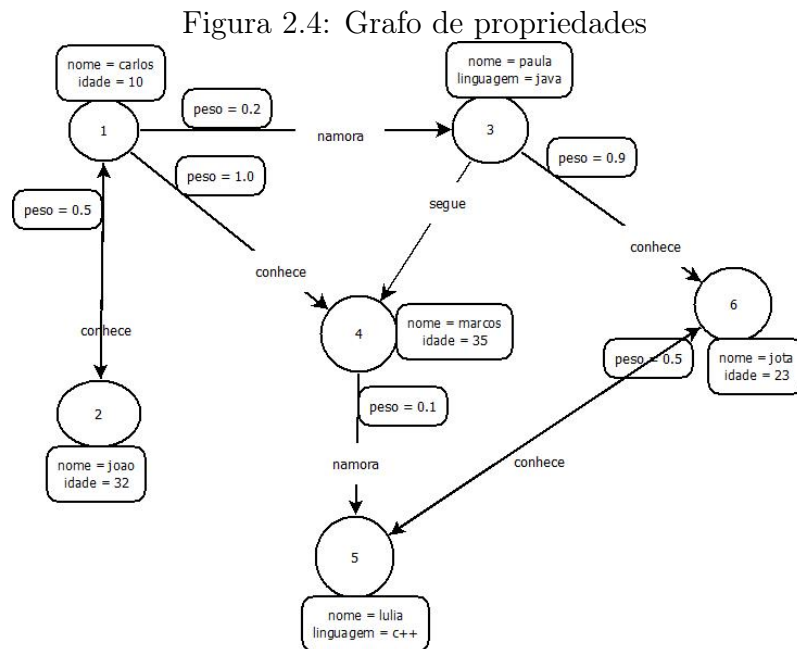 Figura 2.4: Grafo de propriedades
nome = carlos
idade = 10
nome = paula
linguagem = java
peso = 0.2
1
namora
3
peso = 1.0
peso = 0.9
peso = 0.5
segue
conhece
conhece
conhece
4
nome = marcos
idade = 35
6
peso = 0.5
nome = jota
idade = 23
2
peso = 0.1
nome = joao
idade = 32
namora
conhece
5
nome = lulia
linguagem = c++